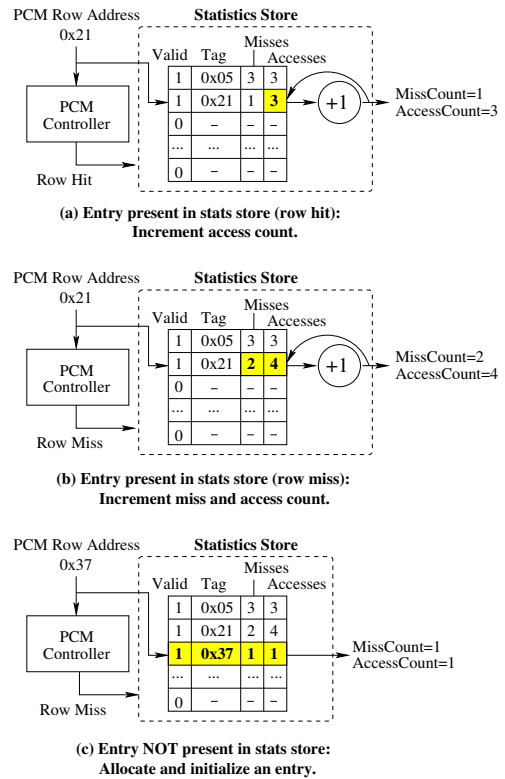 PCM Row Address
Statistics Store
0x21
Misses
Valid Tag Accesses
1 0x05 3 3
1 0x21 1 3
+1
MissCount=1
AccessCount=3
PCM
Controller
0 – – –
... ... ... ...
0 – – –
Row Hit
(a) Entry present in stats store (row hit):
Increment access count.
PCM Row Address
Statistics Store
0x21
Misses
Valid Tag Accesses
1 0x05 3 3
1 0x21 2 4
+1
MissCount=2
AccessCount=4
PCM
Controller
0 – – –
... ... ... ...
0 – – –
Row Miss
(b) Entry present in stats store (row miss):
Increment miss and access count.
PCM Row Address
Statistics Store
0x37
Misses
Valid Tag Accesses
1 0x05 3 3
1 0x21 2 4
1 0x37 1 1
MissCount=1
AccessCount=1
PCM
Controller
... ... ... ...
0 – – –
Row Miss
(c) Entry NOT present in stats store:
Allocate and initialize an entry.